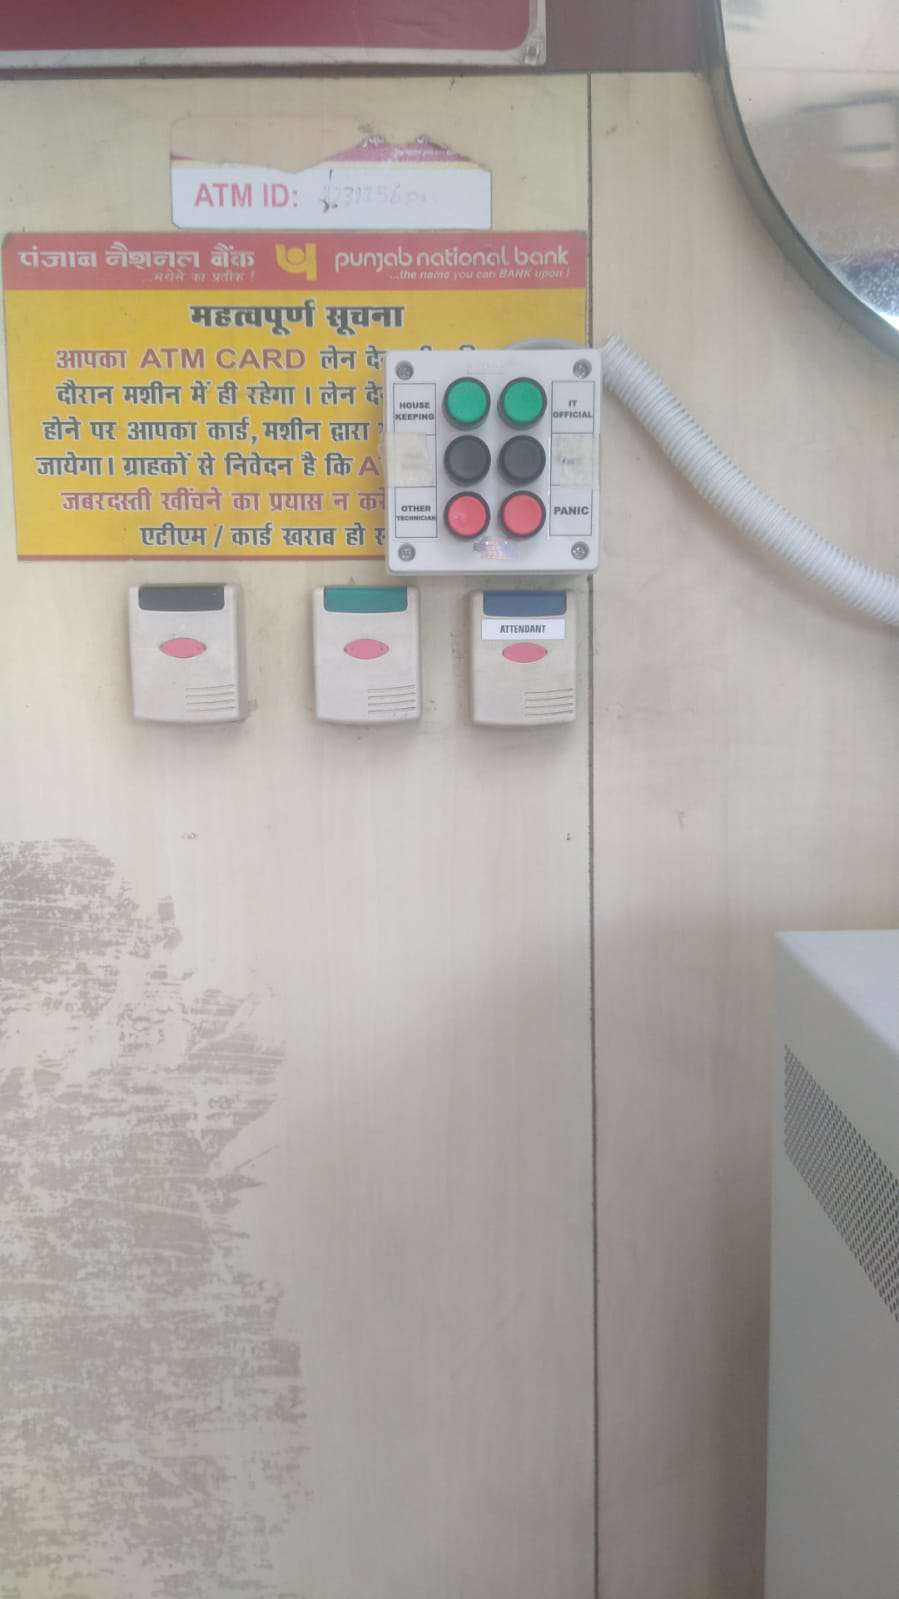 ATM ID:
पंजाब नैशनल बैंक punjab national bank
...भरोसे का प्रतीक ! ...the name you can BANK upon !
महत्वपूर्ण सूचना
आपका ATM CARD लेन
दौरान मशीन में ही रहेगा । लेन
होने पर आपका कार्ड, मशीन द्वारा
जायेगा। ग्राहकों से निवेदन है कि
जबरदस्ती खींचने का प्रयास न
एटीएम / कार्ड खराब हो
HOUSE KEEPING
IT OFFICIAL
OTHER TECHNICIAN
PANIC
ATTENDANT